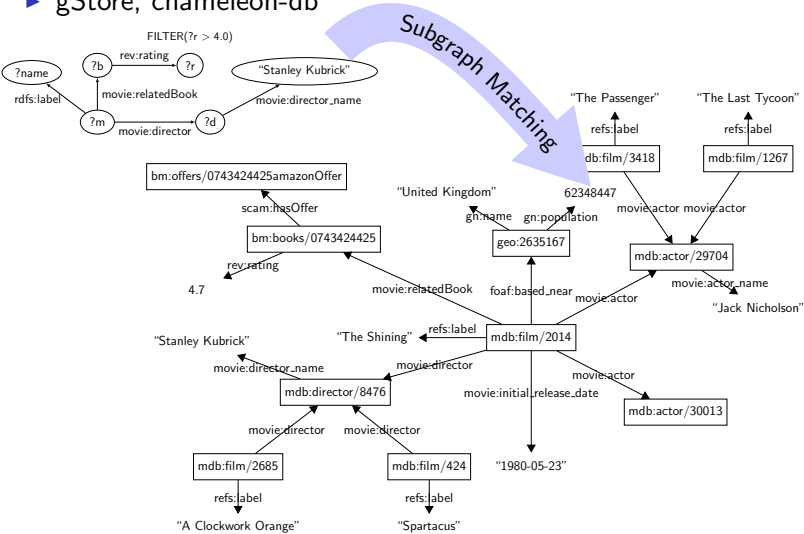 gStore, chameleon-db
FILTER(?r > 4.0)
?name
?b
rev:rating
?r
"Stanley Kubrick"
rdfs:label
movie:relatedBook
movie:director_name
?m
movie:director
?d
Subgraph Matching
"The Passenger"
"The Last Tycoon"
refs:label
refs:label
db:film/3418
mdb:film/1267
bm:offers/0743424425amazonOffer
"United Kingdom"
62348447
scam:hasOffer
gn:name
gn:population
movie:actor
movie:actor
bm:books/0743424425
geo:2635167
mdb:actor/29704
rev:rating
movie:actor_name
4.7
movie:relatedBook
foaf:based_near
movie:actor
"Jack Nicholson"
"Stanley Kubrick"
"The Shining"
refs:label
mdb:film/2014
movie:director_name
movie:director
movie:actor
mdb:director/8476
movie:initial_release_date
mdb:actor/30013
movie:director
movie:director
mdb:film/2685
mdb:film/424
"1980-05-23"
refs:label
refs:label
"A Clockwork Orange"
"Spartacus"